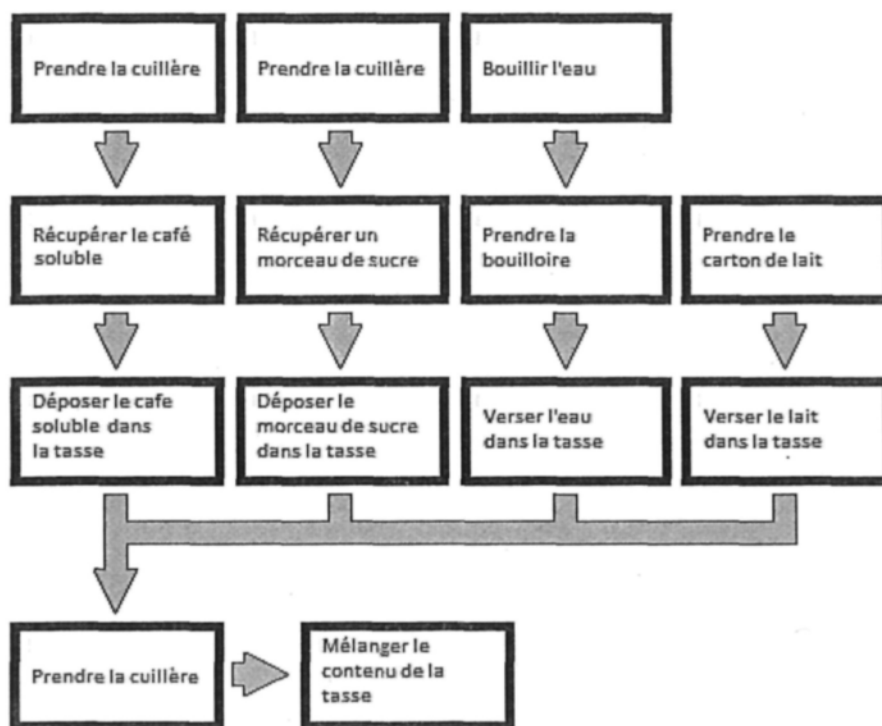 Prendre la cuillère
Prendre la cuillère
Bouillir l'eau
Récupérer le café
soluble
Récupérer un
morceau de sucre
Prendre la
bouilloire
Prendre le
carton de lait
Déposer le cafe
soluble dans
la tasse
Déposer le
morceau de sucre
dans la tasse
Verser l'eau
dans la tasse
Verser le lait
dans la tasse
Prendre la cuillère
Mélanger le
contenu de la
tasse